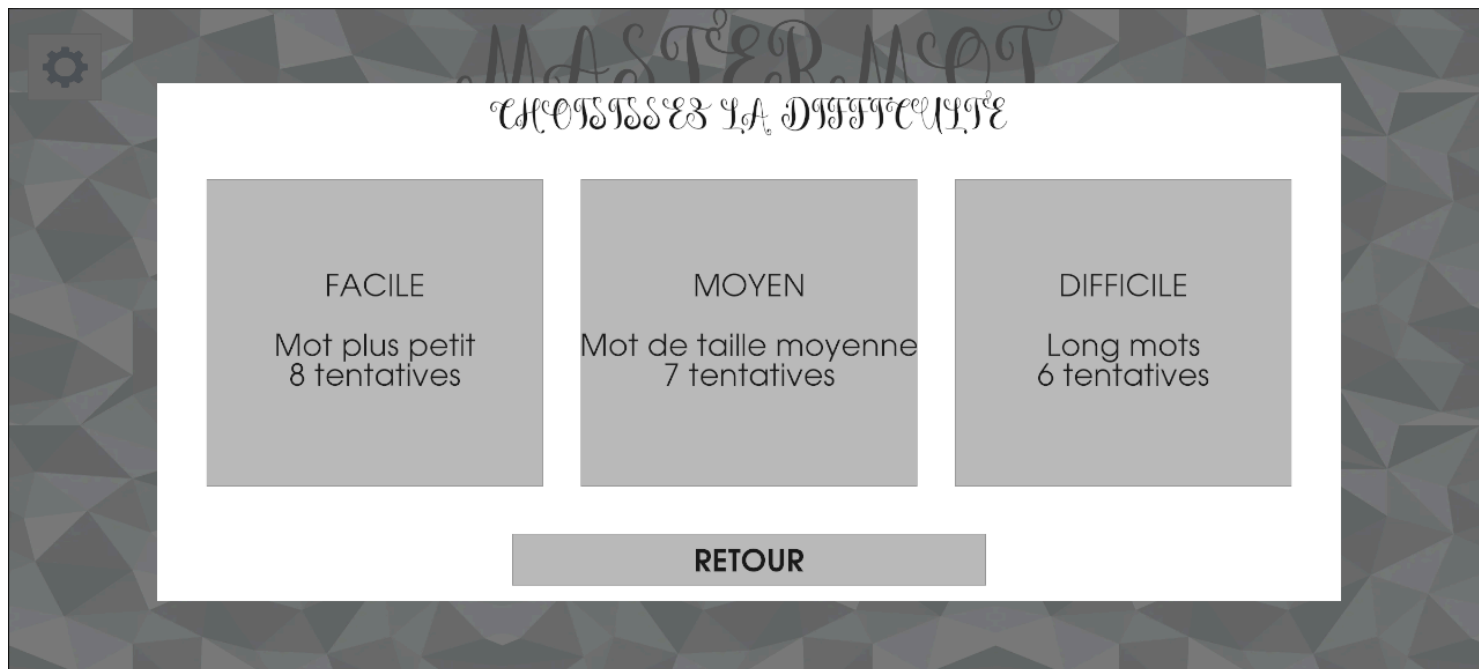 MASTER MOT
CHOISISSEZ LA DIFFICULTÉ
FACILE
Mot plus petit
8 tentatives
MOYEN
Mot de taille moyenne
7 tentatives
DIFFICILE
Long mots
6 tentatives
RETOUR